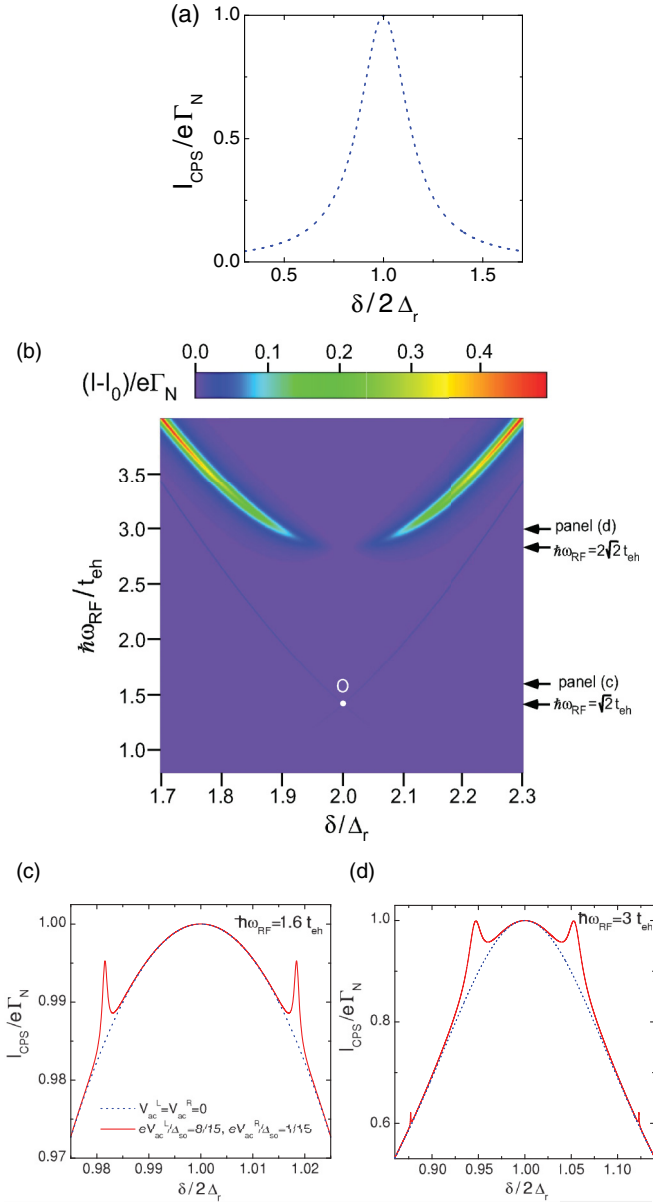 (a)
I_CPS/eΓ_N
1.0
0.5
0.0
0.5 1.0 1.5
δ/2Δ_r
(b)
(I-I_0)/eΓ_N
0.0 0.1 0.2 0.3 0.4
ħω_RF/t_eh
3.5
3.0
2.5
2.0
1.5
1.0
panel (d)
ħω_RF=2√2 t_eh
panel (c)
ħω_RF=√2 t_eh
1.7 1.8 1.9 2.0 2.1 2.2 2.3
δ/Δ_r
(c)
I_CPS/eΓ_N
ħω_RF=1.6 t_eh
1.00
0.99
0.98
0.97
V_ac^L=V_ac^R=0
eV_ac^L/Δ_so=8/15, eV_ac^R/Δ_so=1/15
0.98 0.99 1.00 1.01 1.02
δ/2Δ_r
(d)
I_CPS/eΓ_N
ħω_RF=3 t_eh
1.0
0.8
0.6
0.90 0.95 1.00 1.05 1.10
δ/2Δ_r